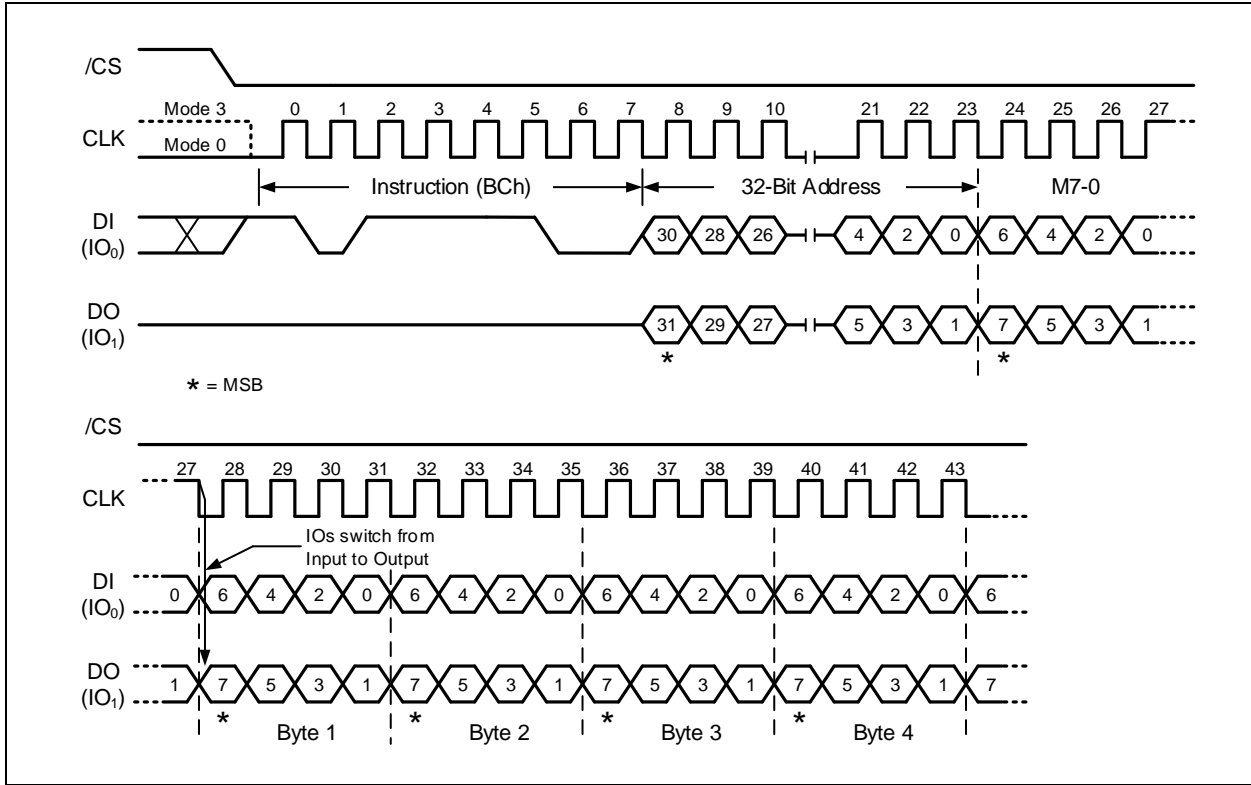 /CS
Mode 3 0 1 2 3 4 5 6 7 8 9 10 21 22 23 24 25 26 27
CLK Mode 0
Instruction (BCh) 32-Bit Address M7-0
DI
(IO0) 30 28 26 4 2 0 6 4 2 0
DO
(IO1) 31 29 27 5 3 1 7 5 3 1
* *
* = MSB
/CS
27 28 29 30 31 32 33 34 35 36 37 38 39 40 41 42 43
CLK
IOs switch from
Input to Output
DI
(IO0) 0 6 4 2 0 6 4 2 0 6 4 2 0 6 4 2 0 6
DO
(IO1) 1 7 5 3 1 7 5 3 1 7 5 3 1 7 5 3 1 7
* Byte 1 * Byte 2 * Byte 3 * Byte 4